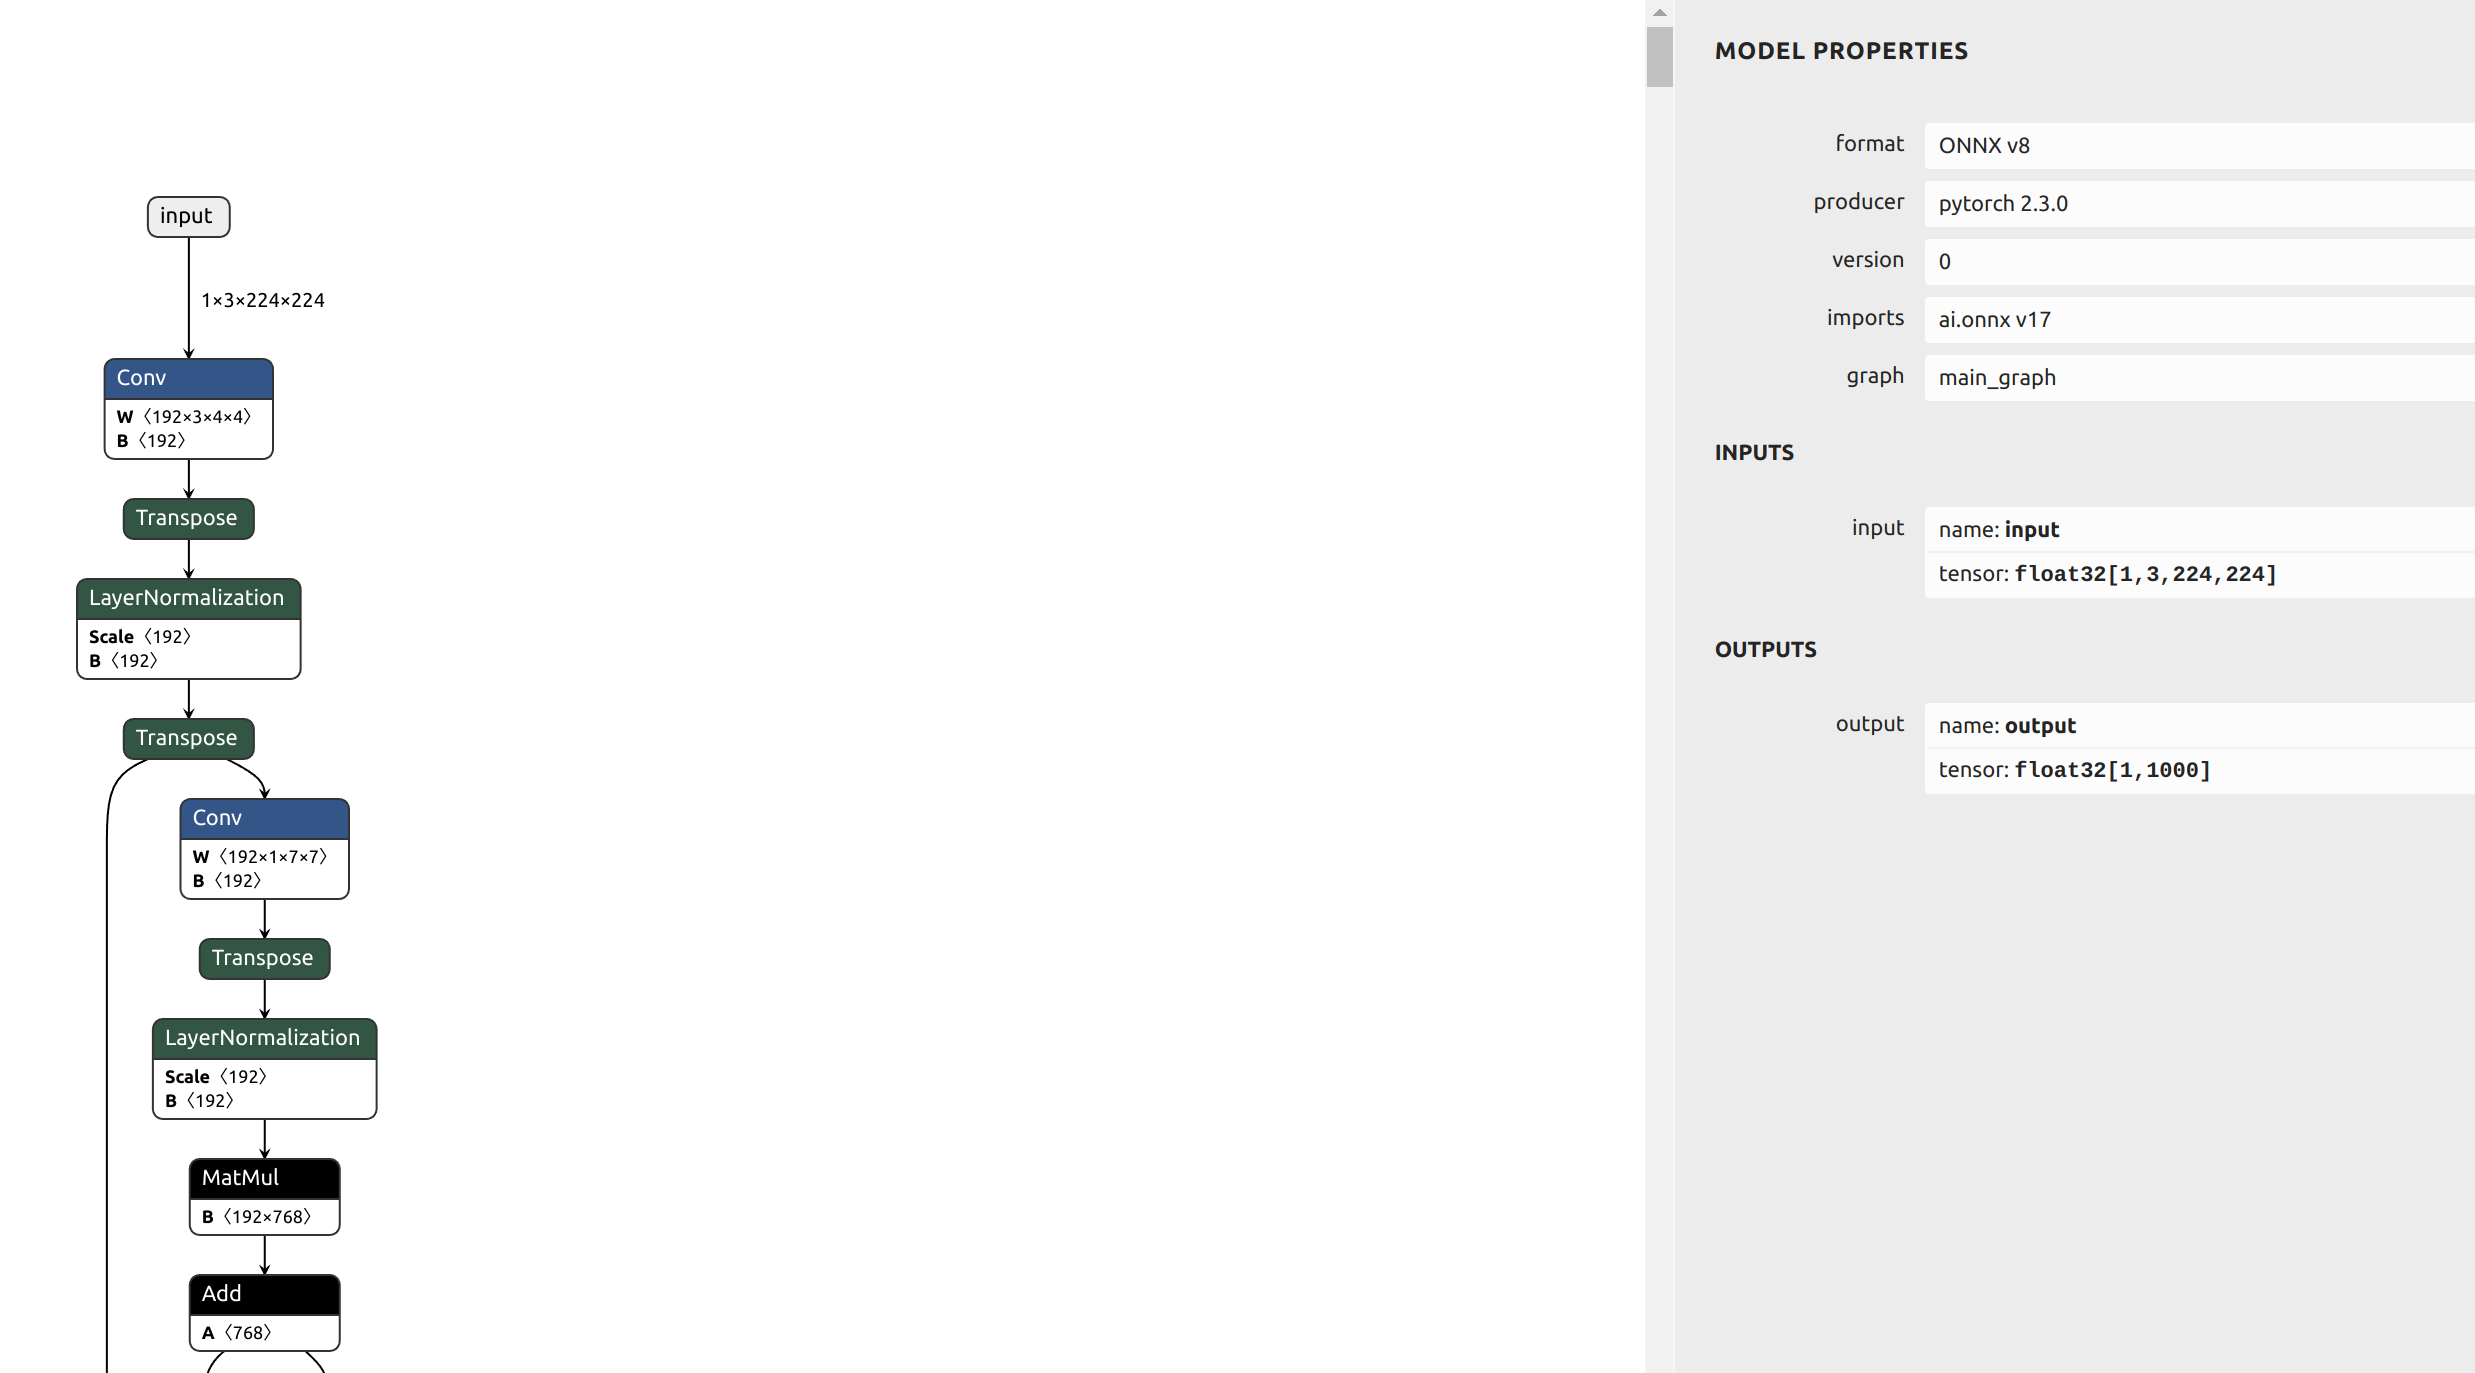 input
1×3×224×224
Conv
W 〈192×3×4×4〉
B 〈192〉
Transpose
LayerNormalization
Scale 〈192〉
B 〈192〉
Transpose
Conv
W 〈192×1×7×7〉
B 〈192〉
Transpose
LayerNormalization
Scale 〈192〉
B 〈192〉
MatMul
B 〈192×768〉
Add
A 〈768〉
MODEL PROPERTIES
format ONNX v8
producer pytorch 2.3.0
version 0
imports ai.onnx v17
graph main_graph
INPUTS
input name: input
tensor: float32[1,3,224,224]
OUTPUTS
output name: output
tensor: float32[1,1000]